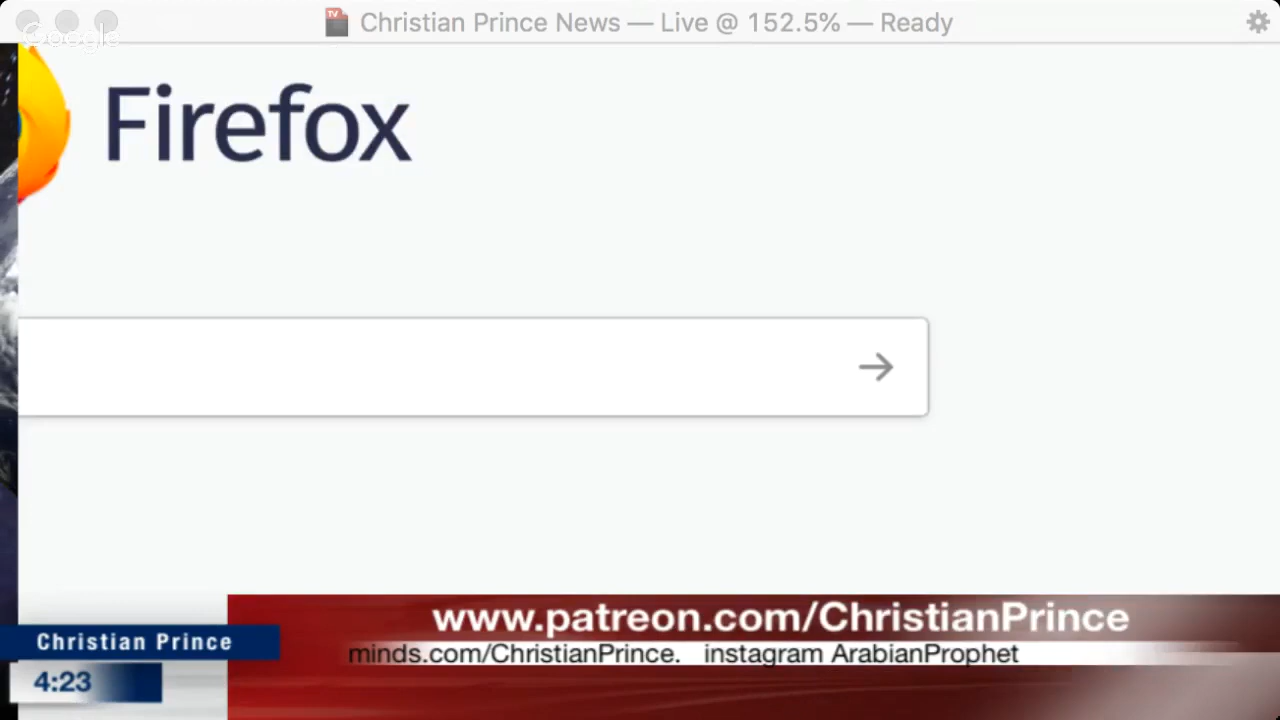 Christian Prince News — Live @ 152.5% — Ready
Google
Firefox
www.patreon.com/ChristianPrince
Christian Prince
minds.com/ChristianPrince. instagram ArabianProphet
4:23